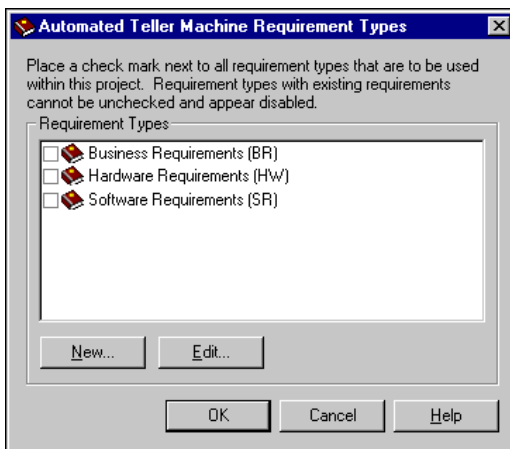 Automated Teller Machine Requirement Types
Place a check mark next to all requirement types that are to be used
within this project. Requirement types with existing requirements
cannot be unchecked and appear disabled.
Requirement Types
Business Requirements (BR)
Hardware Requirements (HW)
Software Requirements (SR)
New... Edit...
OK Cancel Help